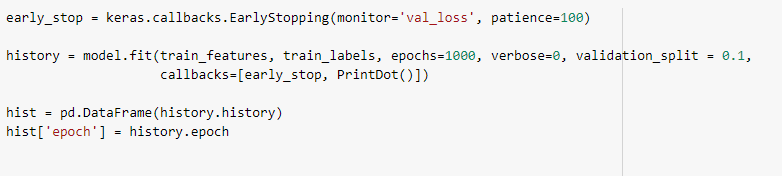 early_stop = keras.callbacks.EarlyStopping(monitor='val_loss', patience=100)
history = model.fit(train_features, train_labels, epochs=1000, verbose=0, validation_split = 0.1,
callbacks=[early_stop, PrintDot()])
hist = pd.DataFrame(history.history)
hist['epoch'] = history.epoch